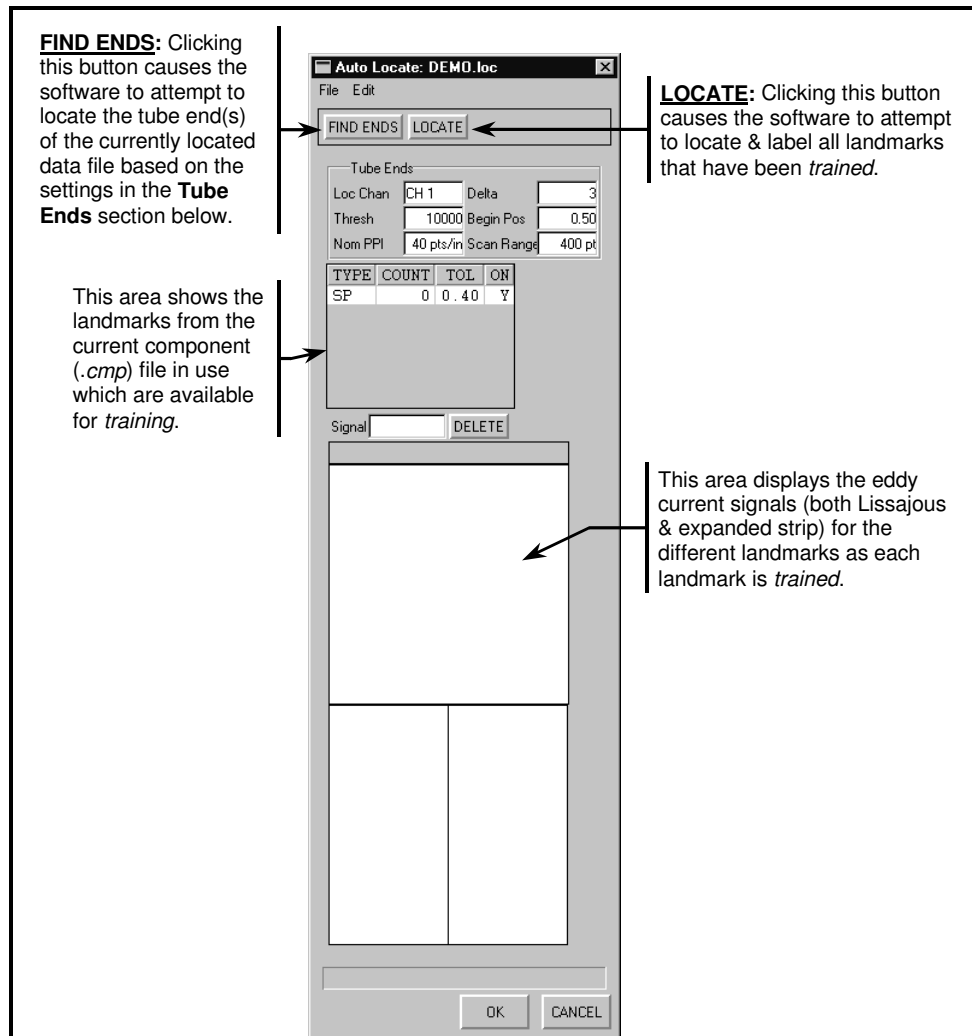 FIND ENDS: Clicking
this button causes the
software to attempt to
locate the tube end(s)
of the currently located
data file based on the
settings in the Tube
Ends section below.
Auto Locate: DEMO.loc
File Edit
FIND ENDS LOCATE
LOCATE: Clicking this button
causes the software to attempt
to locate & label all landmarks
that have been trained.
Tube Ends
Loc Chan CH 1 Delta 3
Thresh 10000 Begin Pos 0.50
Nom PPI 40 pts/in Scan Range 400 pt
TYPE COUNT TOL ON
SP 0 0.40 Y
This area shows the
landmarks from the
current component
(.cmp) file in use
which are available
for training.
Signal DELETE
This area displays the eddy
current signals (both Lissajous
& expanded strip) for the
different landmarks as each
landmark is trained.
OK CANCEL